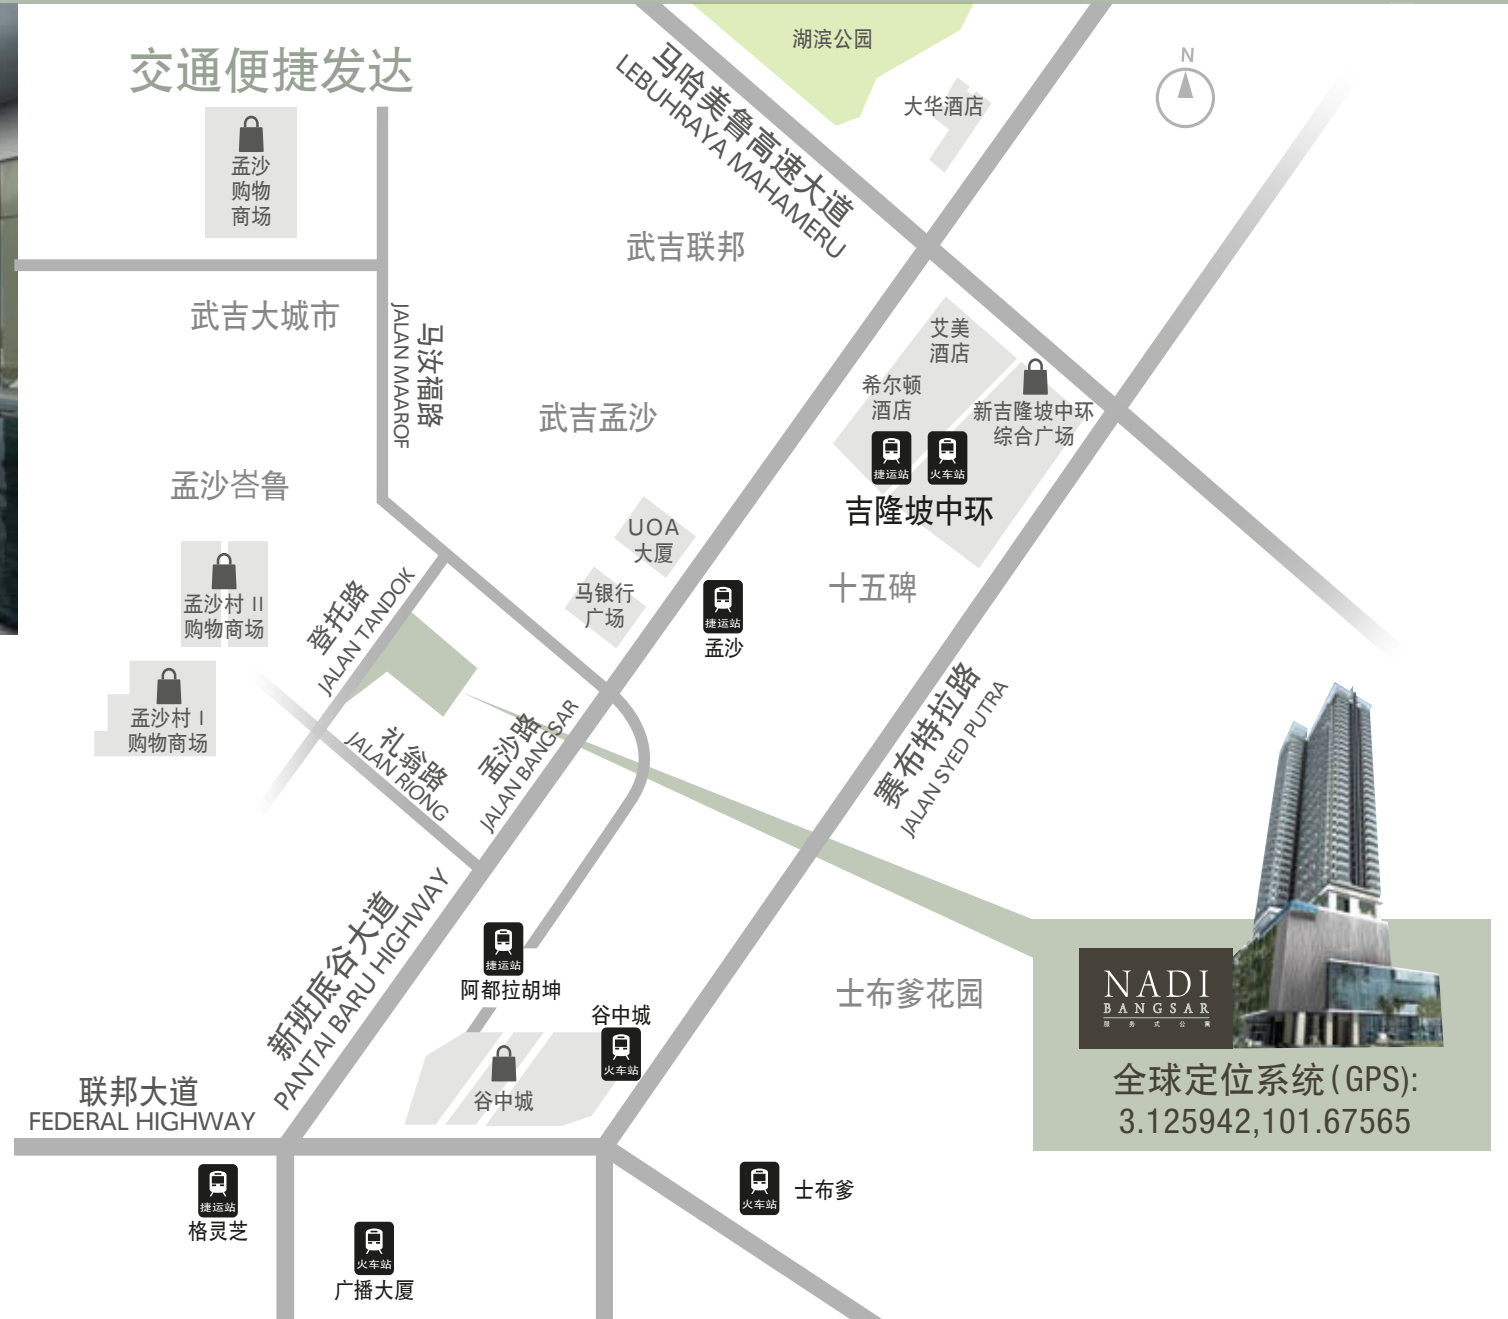 交通便捷发达
湖滨公园
N
马哈美鲁高速大道
LEBUHRAYA MAHAMERU
大华酒店
孟沙
购物
商场
武吉联邦
武吉大城市
马汝福路
JALAN MAAROF
艾美
酒店
希尔顿
酒店
新吉隆坡中环
综合广场
捷运站
火车站
吉隆坡中环
武吉孟沙
孟沙峇鲁
UOA
大厦
马银行
广场
捷运站
孟沙
十五碑
孟沙村 II
购物商场
登托路
JALAN TANDOK
孟沙村 I
购物商场
礼翁路
JALAN RIONG
孟沙路
JALAN BANGSAR
赛布特拉路
JALAN SYED PUTRA
新班底谷大道
PANTAI BARU HIGHWAY
捷运站
阿都拉胡坤
谷中城
火车站
谷中城
士布爹花园
NADI
BANGSAR
服务式公寓
全球定位系统(GPS):
3.125942,101.67565
联邦大道
FEDERAL HIGHWAY
捷运站
格灵芝
火车站
广播大厦
火车站
士布爹